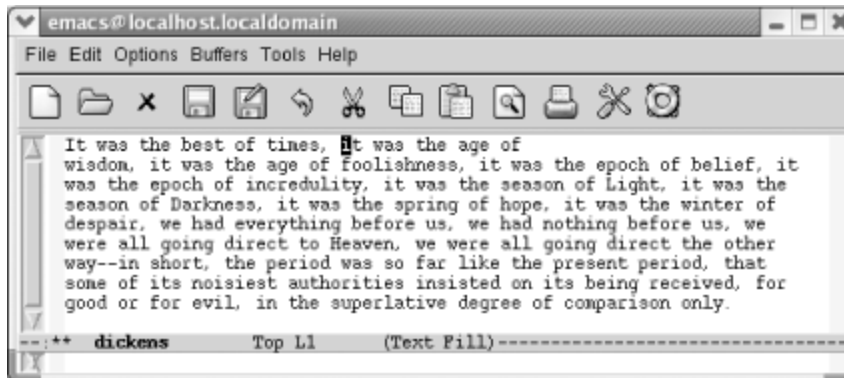 emacs@localhost.localdomain
File Edit Options Buffers Tools Help
It was the best of times, it was the age of
wisdom, it was the age of foolishness, it was the epoch of belief, it
was the epoch of incredulity, it was the season of Light, it was the
season of Darkness, it was the spring of hope, it was the winter of
despair, we had everything before us, we had nothing before us, we
were all going direct to Heaven, we were all going direct the other
way--in short, the period was so far like the present period, that
some of its noisiest authorities insisted on its being received, for
good or for evil, in the superlative degree of comparison only.
--:** dickens Top L1 (Text Fill)----------------------------------